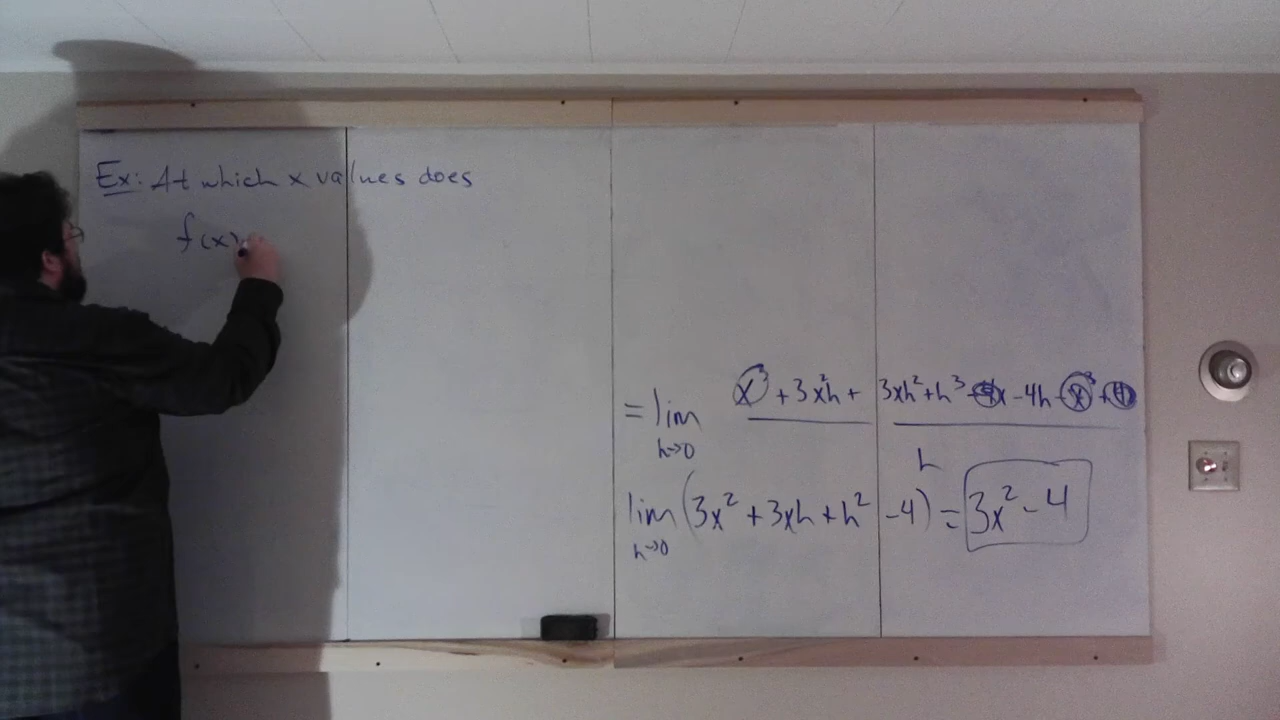 Ex: At which x values does
f(x)
= lim x³ + 3x²h + 3xh² + h³ - 4x - 4h - x³ + 4
h→0
h
lim (3x² + 3xh + h² - 4) = 3x² - 4
h→0